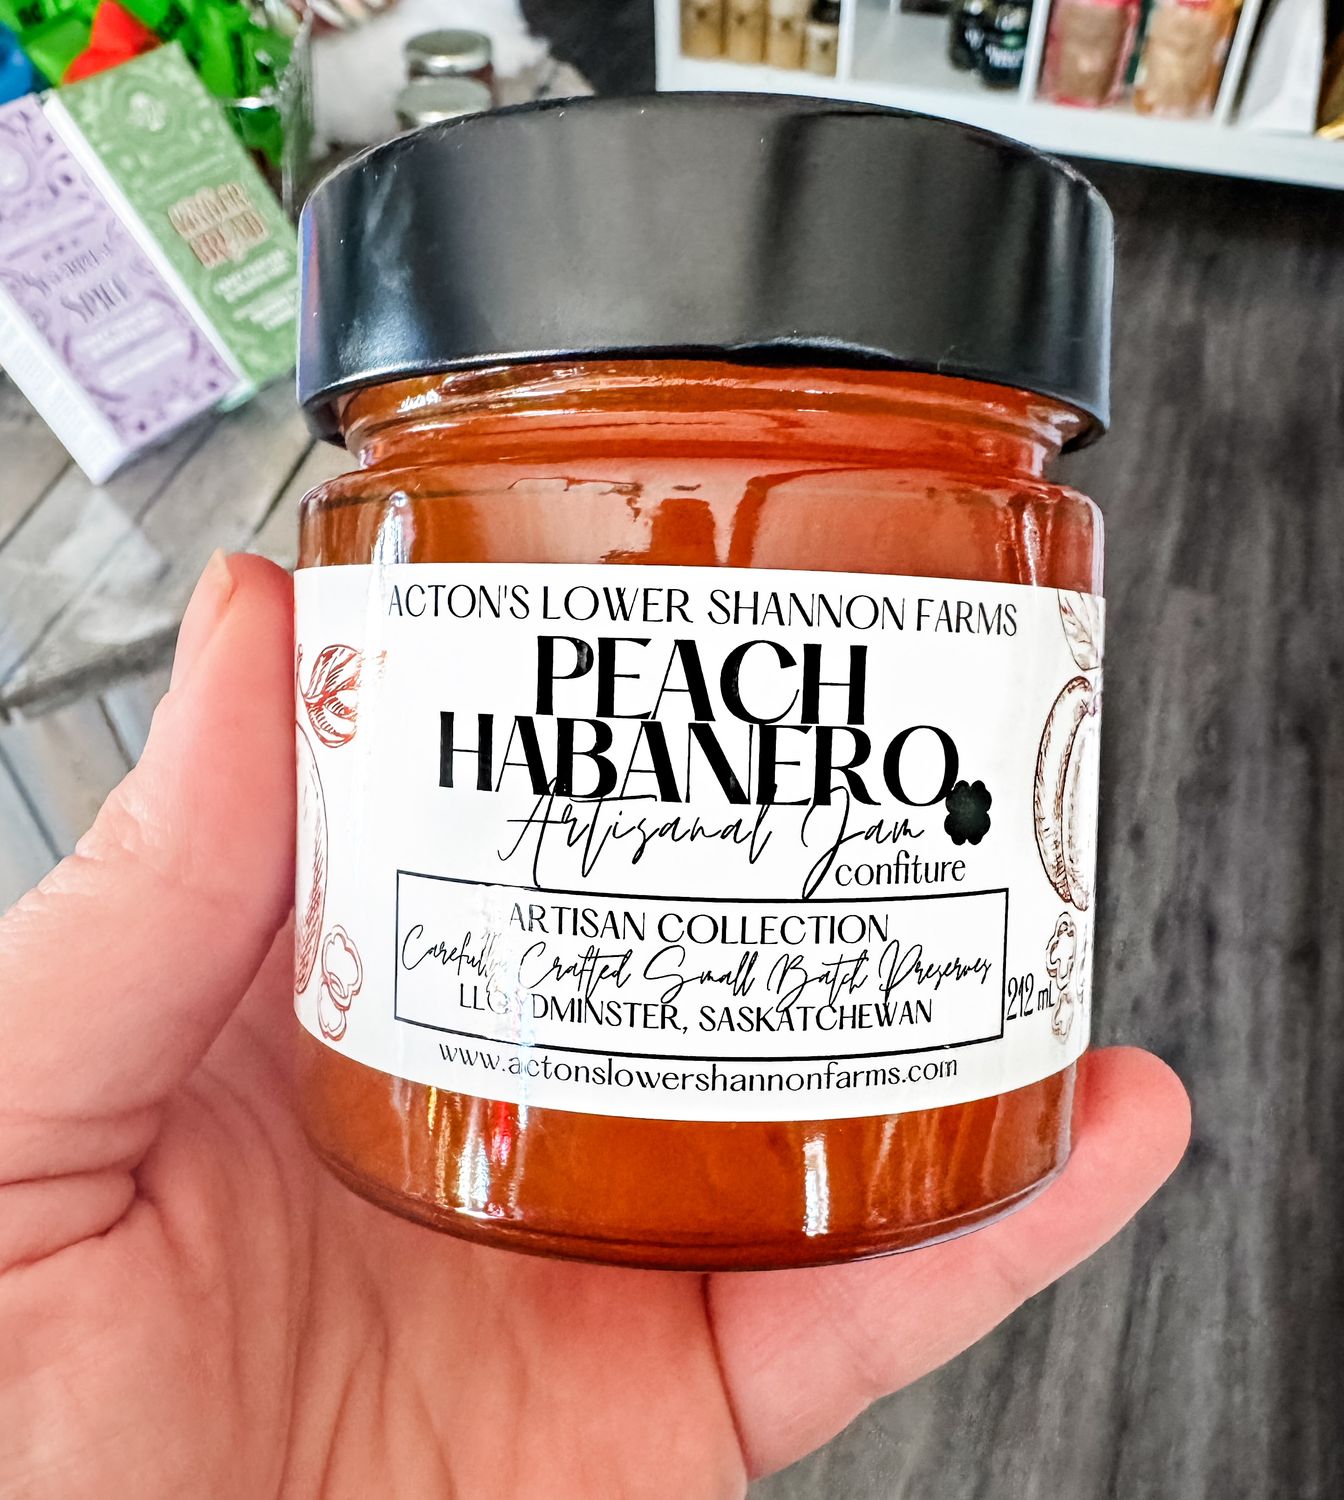 ACTON'S LOWER SHANNON FARMS
PEACH
HABANERO
Artisanal Jam
confiture
ARTISAN COLLECTION
Carefully Crafted Small Batch Preserves
LLOYDMINSTER, SASKATCHEWAN
212 mL
www.actonslowershannonfarms.com
SPICE